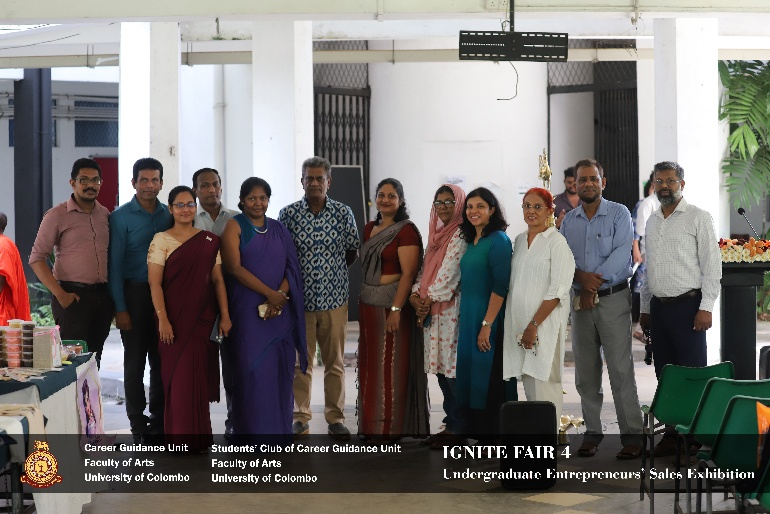 Career Guidance Unit
Faculty of Arts
University of Colombo
Students' Club of Career Guidance Unit
Faculty of Arts
University of Colombo
IGNITE FAIR 4
Undergraduate Entrepreneurs' Sales Exhibition